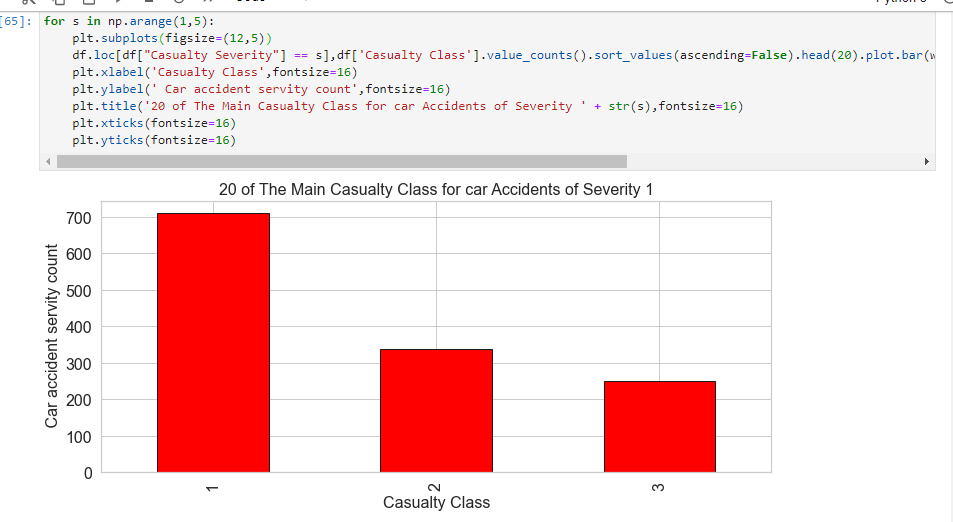 [65]: for s in np.arange(1,5):
plt.subplots(figsize=(12,5))
df.loc[df["Casualty Severity"] == s],df['Casualty Class'].value_counts().sort_values(ascending=False).head(20).plot.bar(w
plt.xlabel('Casualty Class',fontsize=16)
plt.ylabel(' Car accident servity count',fontsize=16)
plt.title('20 of The Main Casualty Class for car Accidents of Severity ' + str(s),fontsize=16)
plt.xticks(fontsize=16)
plt.yticks(fontsize=16)
20 of The Main Casualty Class for car Accidents of Severity 1
Car accident servity count
700
600
500
400
300
200
100
0
1 2 3
Casualty Class